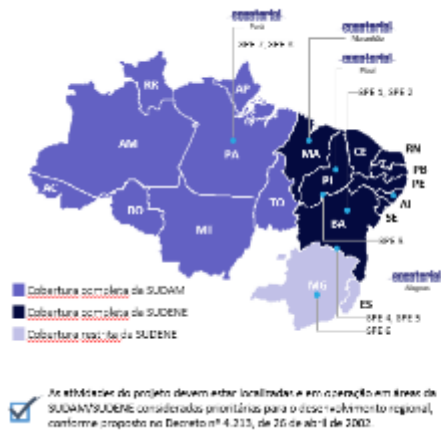 equatorial
Pará
SPE 7, SPE 8
equatorial
Maranhão
equatorial
Piauí
SPE 1, SPE 2
RR
AP
AM
PA
MA
CE
RN
PB
PE
AC
PI
AL
RO
TO
SE
BA
MT
SPE 3
equatorial
Alagoas
MG
ES
SPE 4, SPE 5
SPE 6
Cobertura completa da SUDAM
Cobertura completa da SUDENE
Cobertura restrita da SUDENE
As atividades do projeto devem estar localizadas e em operação em áreas da
SUDAM/SUDENE consideradas prioritárias para o desenvolvimento regional,
conforme proposto no Decreto nº 4.213, de 26 de abril de 2002.